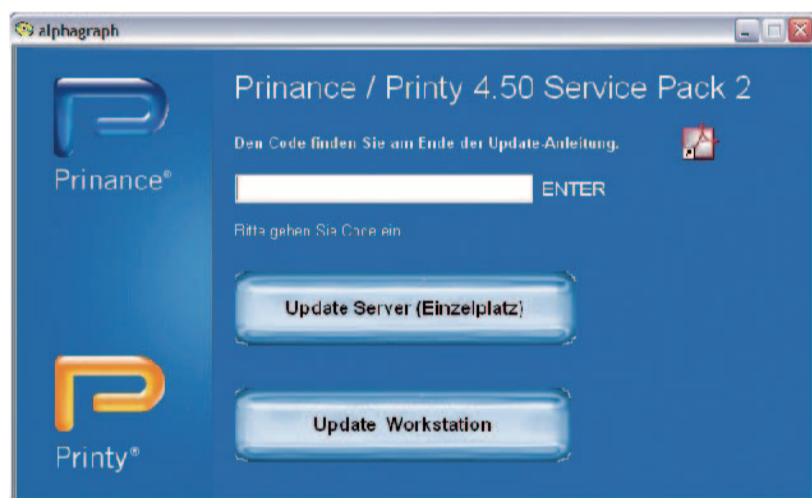 alphagraph
Prinance / Printy 4.50 Service Pack 2
Den Code finden Sie am Ende der Update-Anleitung.
Prinance®
ENTER
Bitte gehen Sie Code ein
Update Server (Einzelplatz)
Update Workstation
Printy®